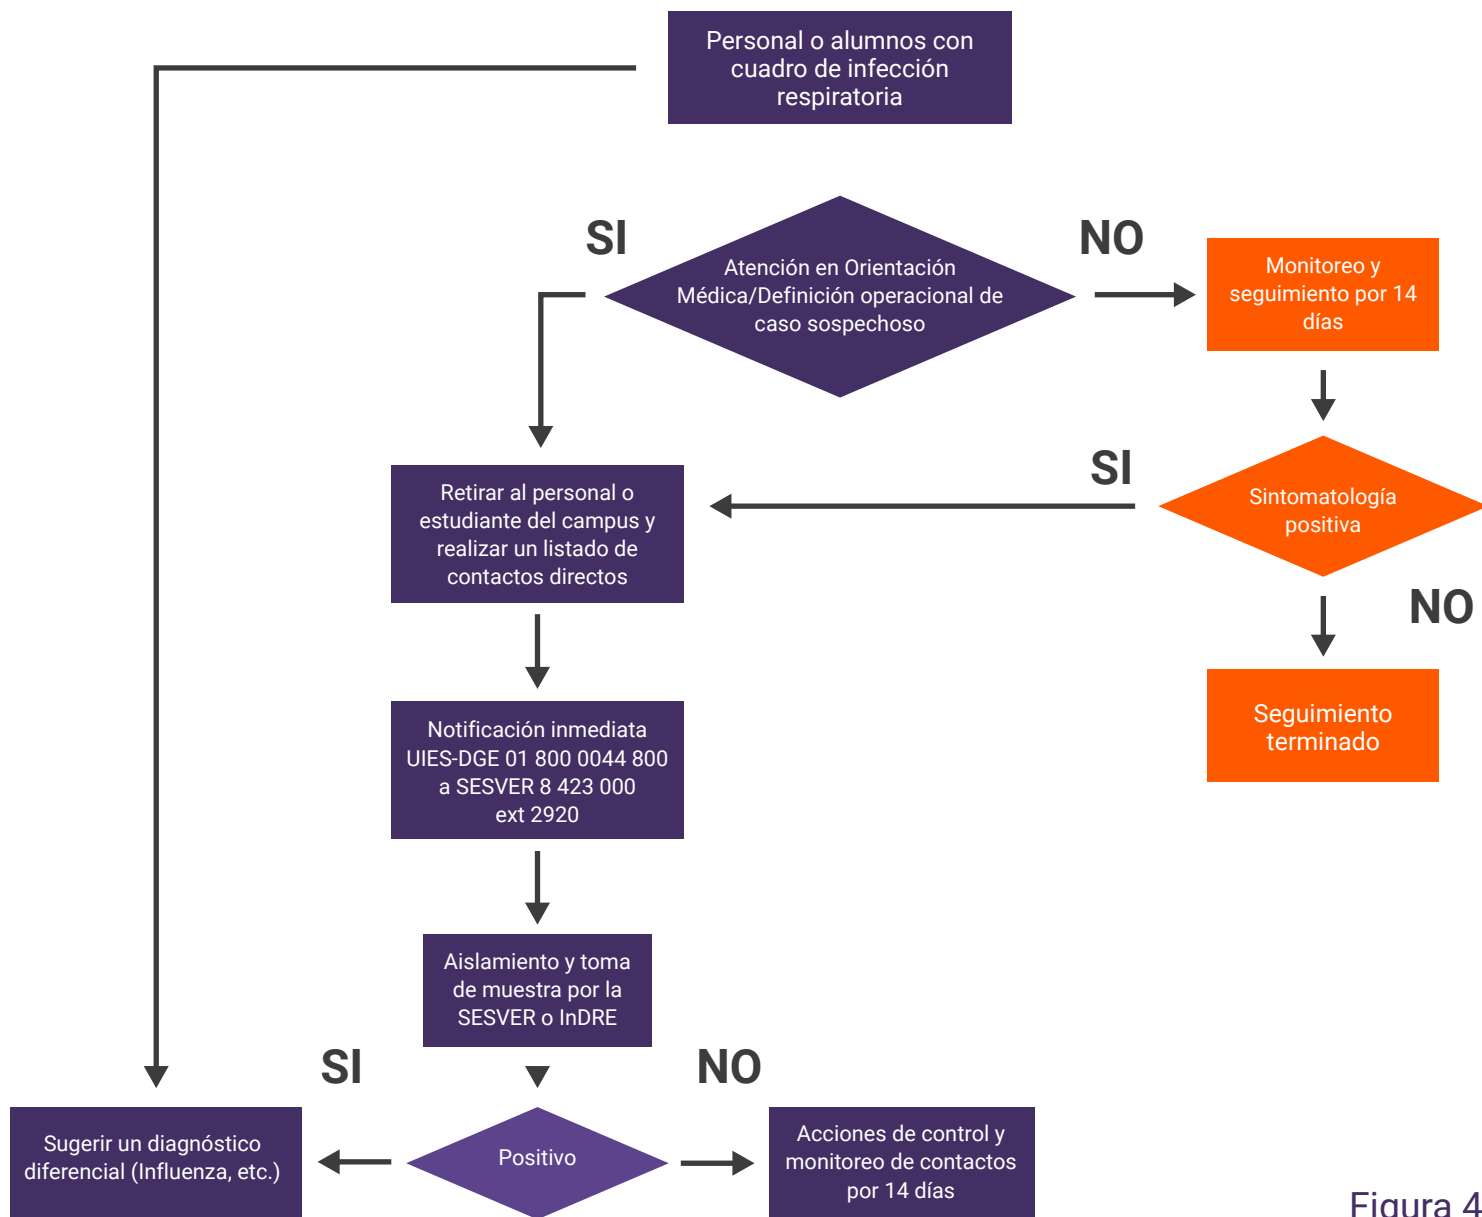 Personal o alumnos con
cuadro de infección
respiratoria
SI
NO
Atención en Orientación
Médica/Definición operacional de
caso sospechoso
Monitoreo y
seguimiento por 14
días
SI
Sintomatología
positiva
Retirar al personal o
estudiante del campus y
realizar un listado de
contactos directos
NO
Notificación inmediata
UIES-DGE 01 800 0044 800
a SESVER 8 423 000
ext 2920
Seguimiento
terminado
Aislamiento y toma
de muestra por la
SESVER o InDRE
SI
NO
Sugerir un diagnóstico
diferencial (Influenza, etc.)
Positivo
Acciones de control y
monitoreo de contactos
por 14 días
Figura 4